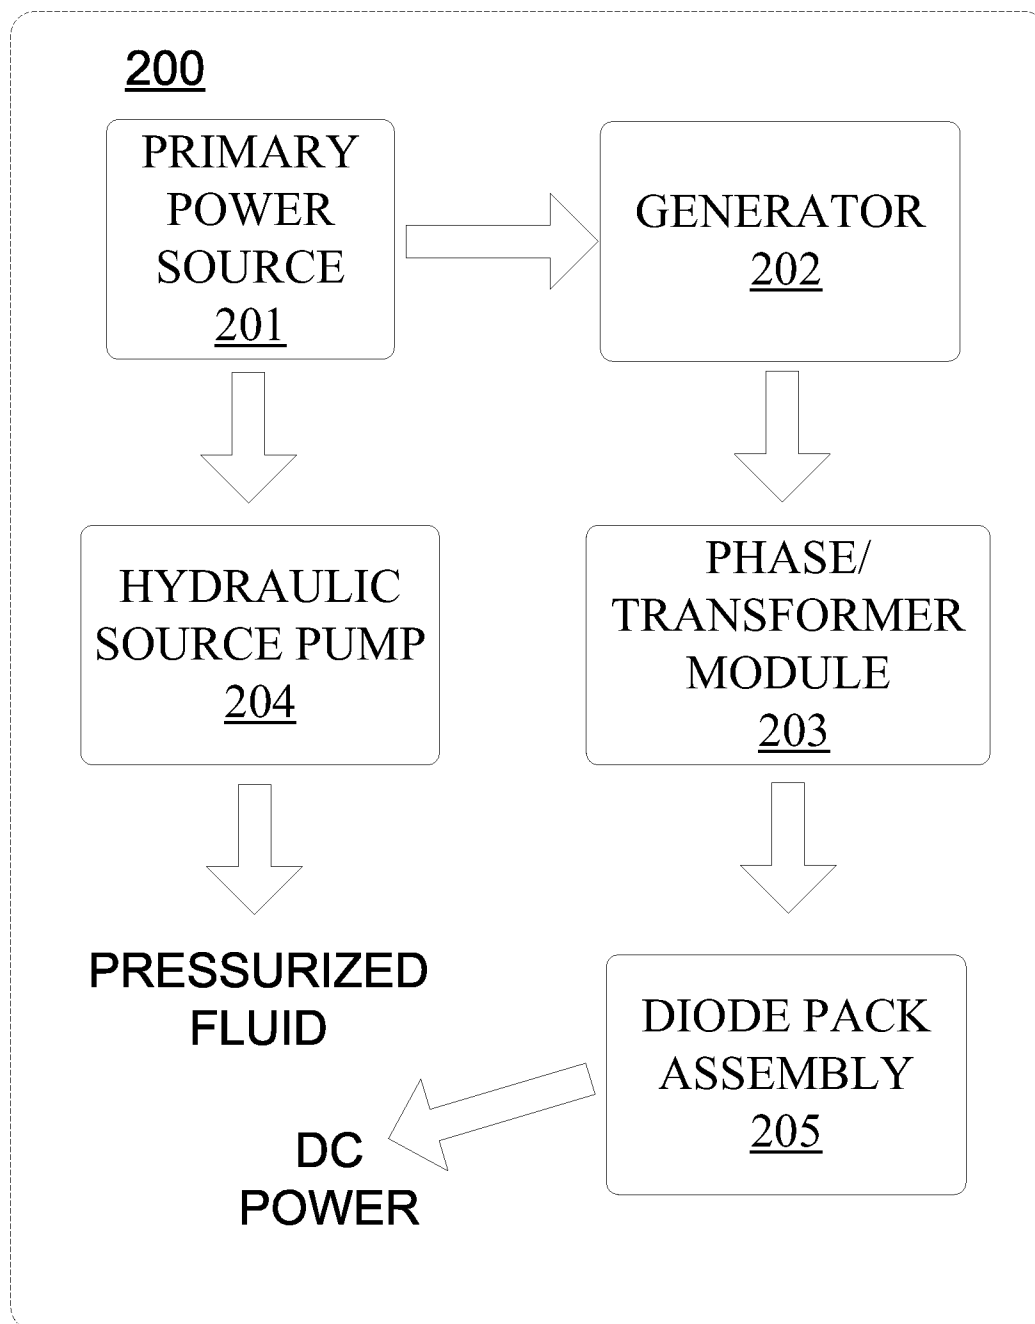 200
PRIMARY
POWER
SOURCE
201
GENERATOR
202
HYDRAULIC
SOURCE PUMP
204
PHASE/
TRANSFORMER
MODULE
203
PRESSURIZED
FLUID
DIODE PACK
ASSEMBLY
205
DC
POWER